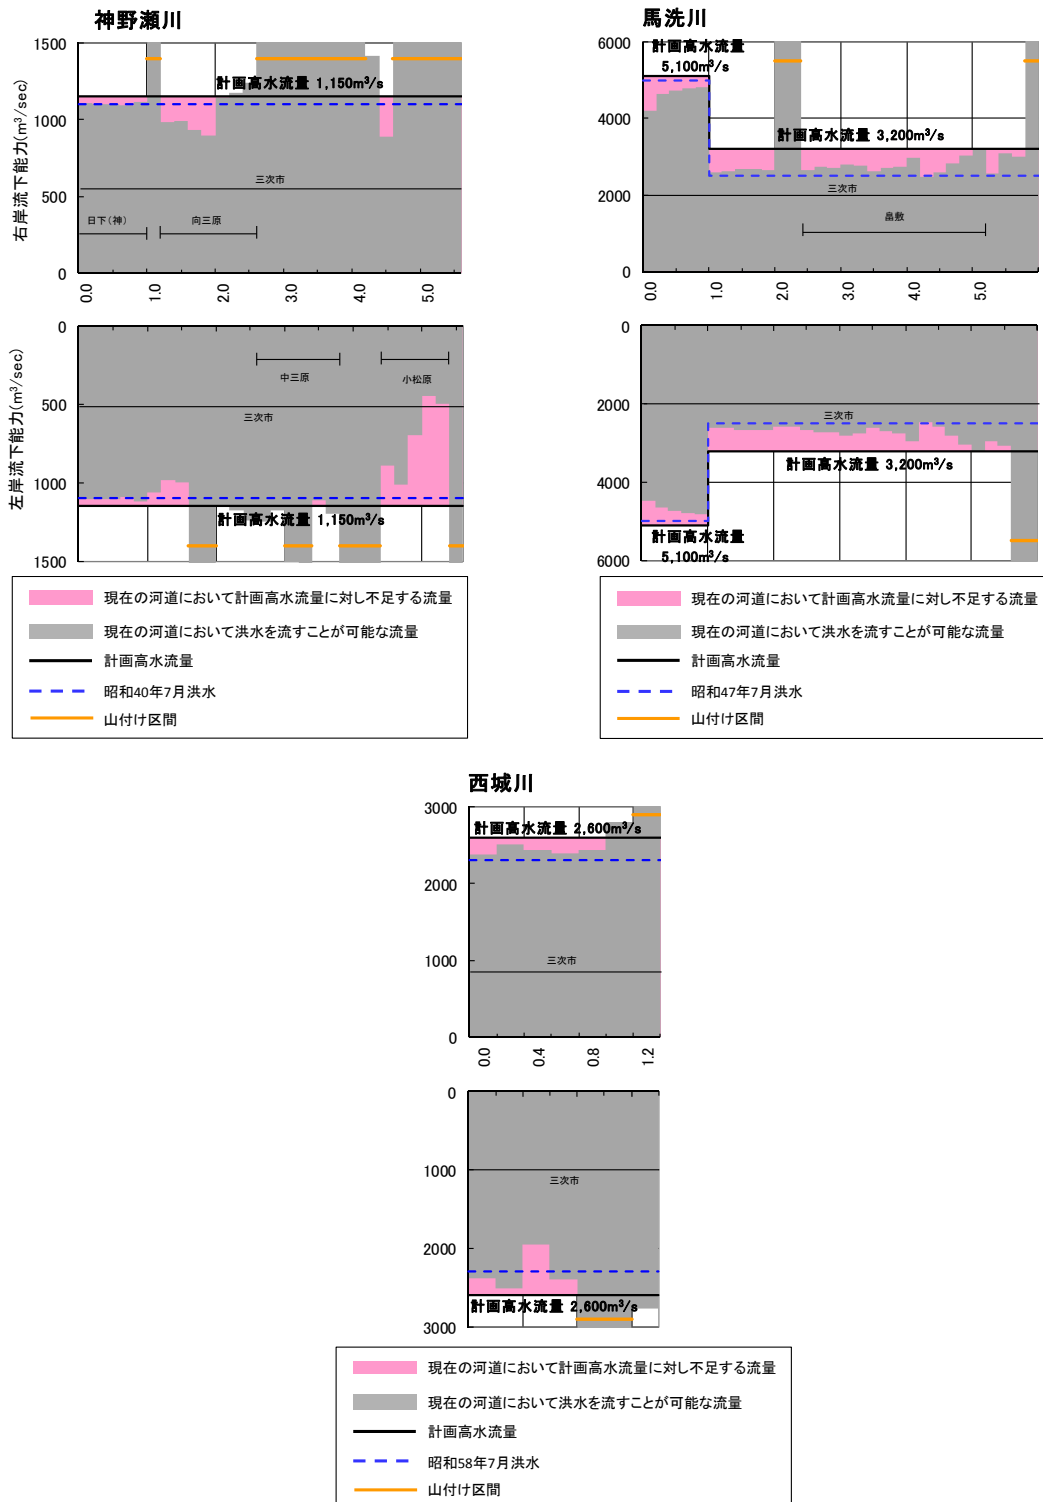 神野瀬川
右岸流下能力(m³/sec)
1500
1000
500
0
計画高水流量 1,150m³/s
三次市
日下(神)
向三原
0.0
1.0
2.0
3.0
4.0
5.0
左岸流下能力(m³/sec)
0
500
1000
1500
中三原
小松原
三次市
計画高水流量 1,150m³/s
現在の河道において計画高水流量に対し不足する流量
現在の河道において洪水を流すことが可能な流量
計画高水流量
昭和40年7月洪水
山付け区間
馬洗川
6000
4000
2000
0
計画高水流量
5,100m³/s
計画高水流量 3,200m³/s
三次市
畠敷
0.0
1.0
2.0
3.0
4.0
5.0
0
2000
4000
6000
三次市
計画高水流量 3,200m³/s
計画高水流量
5,100m³/s
現在の河道において計画高水流量に対し不足する流量
現在の河道において洪水を流すことが可能な流量
計画高水流量
昭和47年7月洪水
山付け区間
西城川
3000
2000
1000
0
計画高水流量 2,600m³/s
三次市
0.0
0.4
0.8
1.2
0
1000
2000
3000
三次市
計画高水流量 2,600m³/s
現在の河道において計画高水流量に対し不足する流量
現在の河道において洪水を流すことが可能な流量
計画高水流量
昭和58年7月洪水
山付け区間